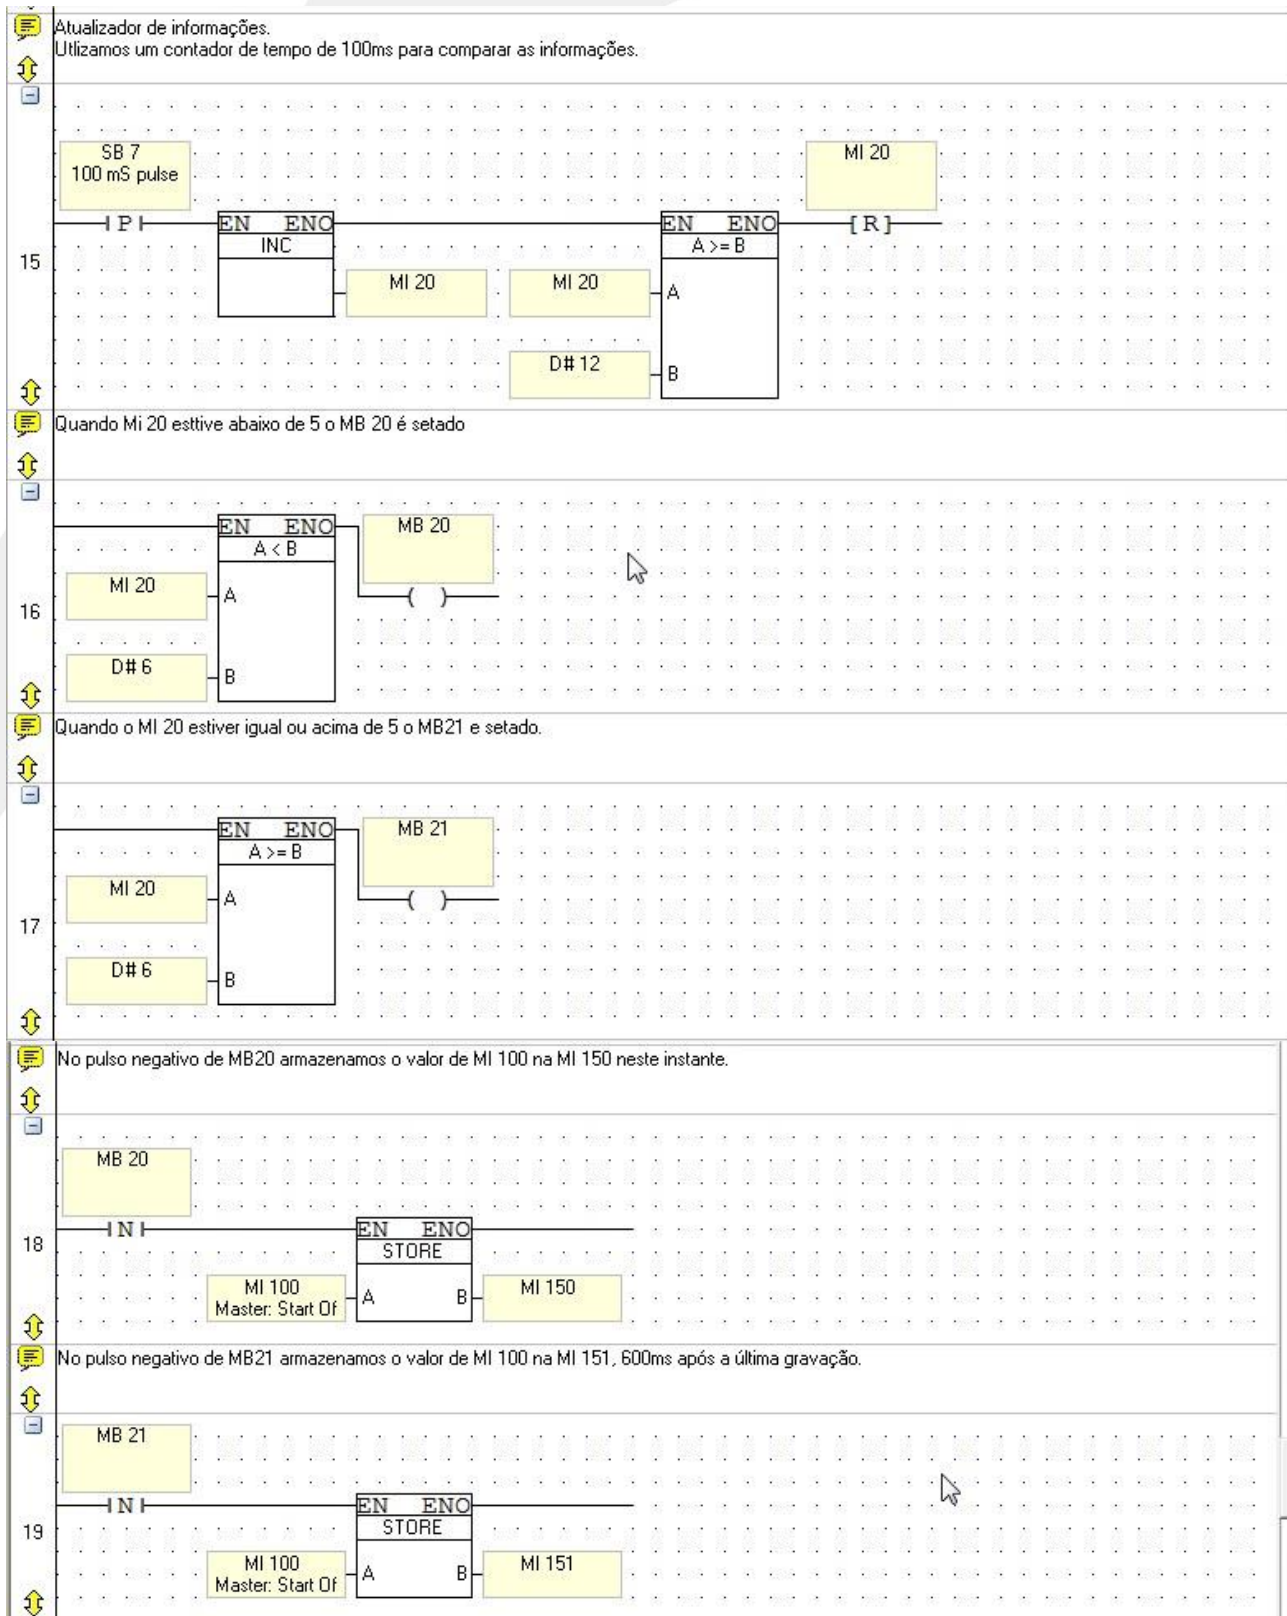 Atualizador de informações.
Utlizamos um contador de tempo de 100ms para comparar as informações.
SB 7
100 mS pulse
MI 20
P
EN ENO
INC
EN ENO
A >= B
[ R ]
15
MI 20
MI 20
A
D# 12
B
Quando Mi 20 esttive abaixo de 5 o MB 20 é setado
EN ENO
A < B
MB 20
MI 20
A
( )
16
D# 6
B
Quando o MI 20 estiver igual ou acima de 5 o MB21 e setado.
EN ENO
A >= B
MB 21
MI 20
A
( )
17
D# 6
B
No pulso negativo de MB20 armazenamos o valor de MI 100 na MI 150 neste instante.
MB 20
N
EN ENO
STORE
18
MI 100
Master: Start Of
A
B
MI 150
No pulso negativo de MB21 armazenamos o valor de MI 100 na MI 151, 600ms após a última gravação.
MB 21
N
EN ENO
STORE
19
MI 100
Master: Start Of
A
B
MI 151